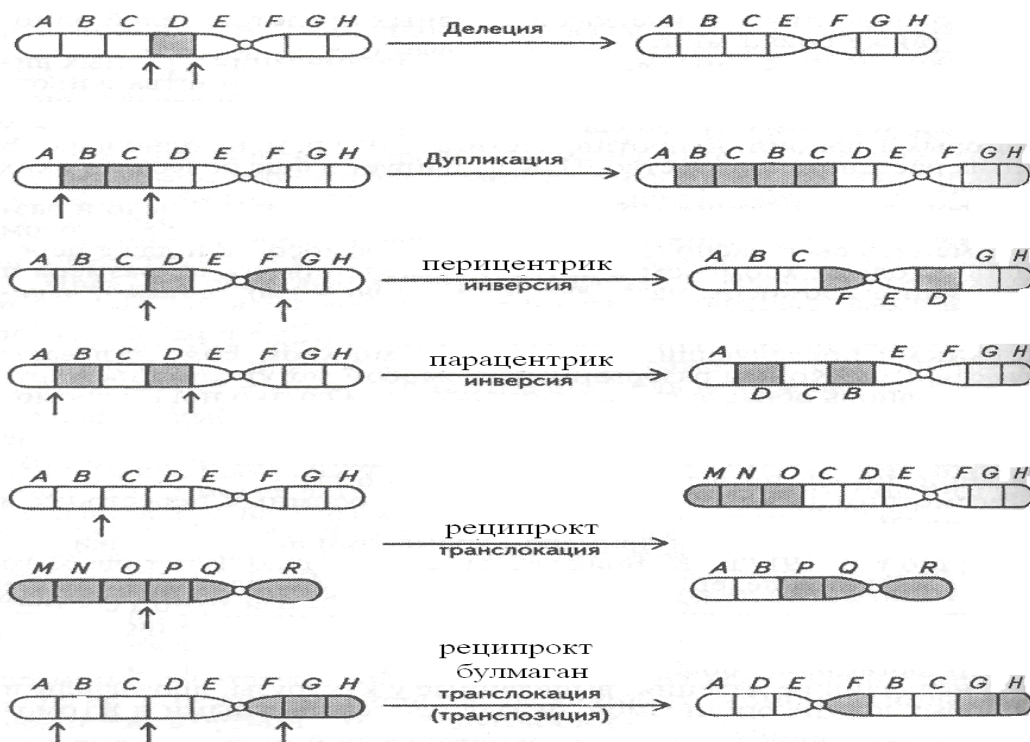 A B C D E F G H
Делеция
A B C E F G H
A B C D E F G H
Дупликация
A B C B C D E F G H
A B C D E F G H
перицентрик
инверсия
A B C G H
F E D
A B C D E F G H
парацентрик
инверсия
A E F G H
D C B
A B C D E F G H
M N O C D E F G H
реципрокт
транслокация
M N O P Q R
A B P Q R
реципрокт
булмаган
транслокация
(транспозиция)
A B C D E F G H
A D E F B C G H